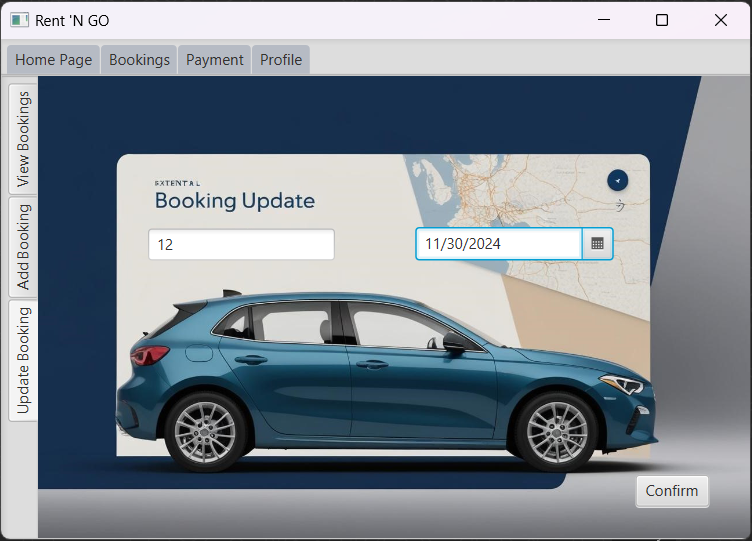 Rent 'N GO
Home Page Bookings Payment Profile
View Bookings
Add Booking
Update Booking
EXTENTAL
Booking Update
12
11/30/2024
Confirm